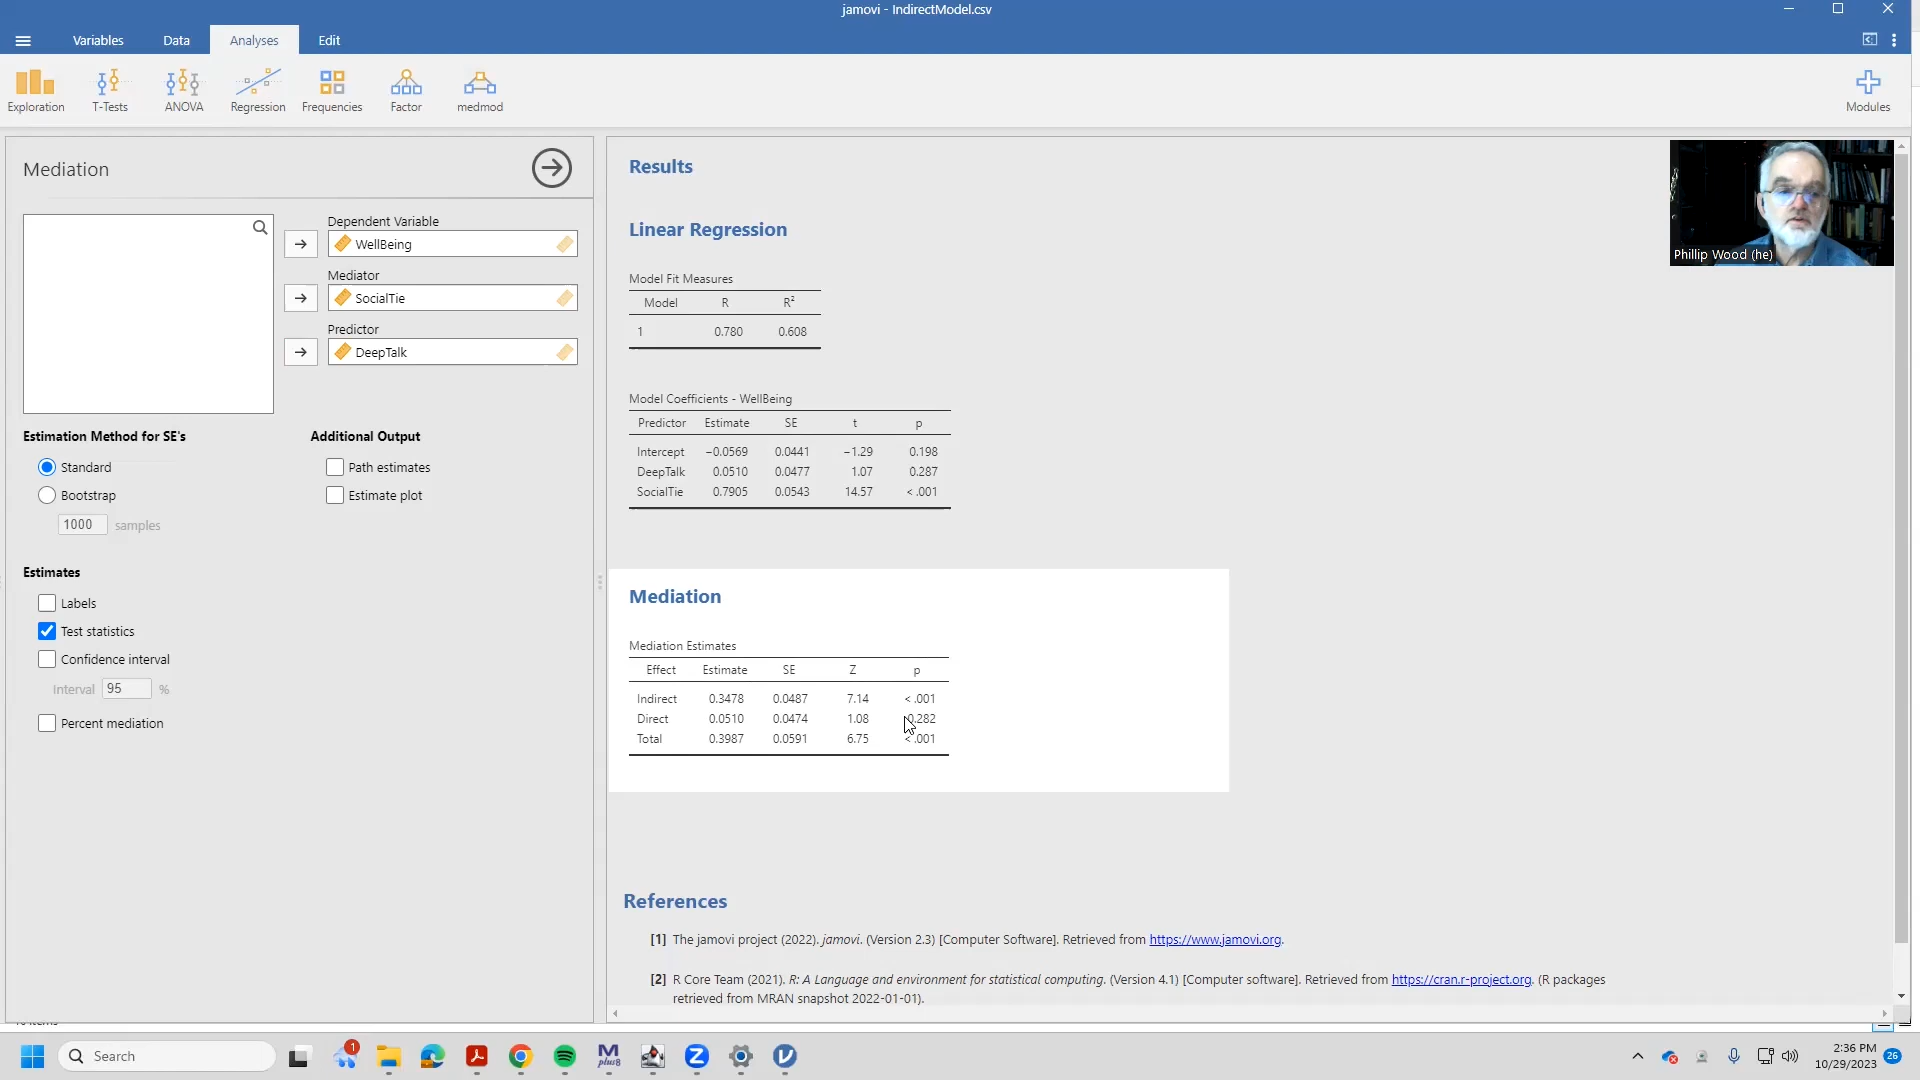 jamovi - IndirectModel.csv
Variables Data Analyses Edit
Exploration T-Tests ANOVA Regression Frequencies Factor medmod Modules
Mediation
Dependent Variable
WellBeing
Mediator
SocialTie
Predictor
DeepTalk
Estimation Method for SE's
Standard
Bootstrap
1000 samples
Additional Output
Path estimates
Estimate plot
Estimates
Labels
Test statistics
Confidence interval
Interval 95 %
Percent mediation
Results
Linear Regression
Model Fit Measures
Model R R²
1 0.780 0.608
Model Coefficients - WellBeing
Predictor Estimate SE t p
Intercept −0.0569 0.0441 −1.29 0.198
DeepTalk 0.0510 0.0477 1.07 0.287
SocialTie 0.7905 0.0543 14.57 < .001
Mediation
Mediation Estimates
Effect Estimate SE Z p
Indirect 0.3478 0.0487 7.14 < .001
Direct 0.0510 0.0474 1.08 0.282
Total 0.3987 0.0591 6.75 < .001
References
[1] The jamovi project (2022). jamovi. (Version 2.3) [Computer Software]. Retrieved from https://www.jamovi.org.
[2] R Core Team (2021). R: A Language and environment for statistical computing. (Version 4.1) [Computer software]. Retrieved from https://cran.r-project.org. (R packages
retrieved from MRAN snapshot 2022-01-01).
Phillip Wood (he)
Search
1
M
plus8
2:36 PM
10/29/2023
26